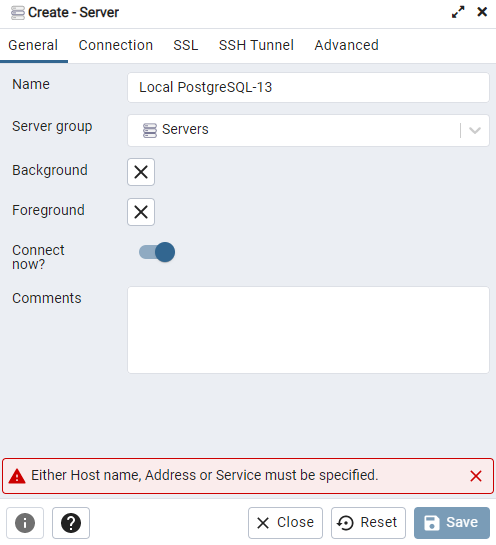 Create - Server
General Connection SSL SSH Tunnel Advanced
Name Local PostgreSQL-13
Server group Servers
Background
Foreground
Connect
now?
Comments
Either Host name, Address or Service must be specified.
Close Reset Save